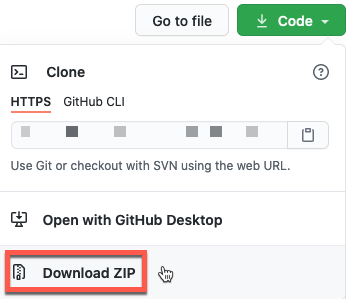 Go to file
Code
Clone
HTTPS
GitHub CLI
Use Git or checkout with SVN using the web URL.
Open with GitHub Desktop
Download ZIP